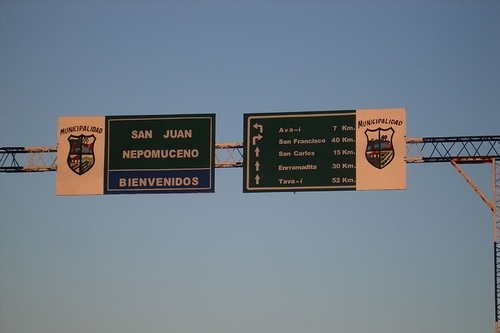 MUNICIPALIDAD
SAN JUAN
NEPOMUCENO
BIENVENIDOS
Ava-i 7 Km.
San Francisco 40 Km.
San Carlos 15 Km.
Enrramadita 30 Km.
Tava-i 52 Km.
MUNICIPALIDAD